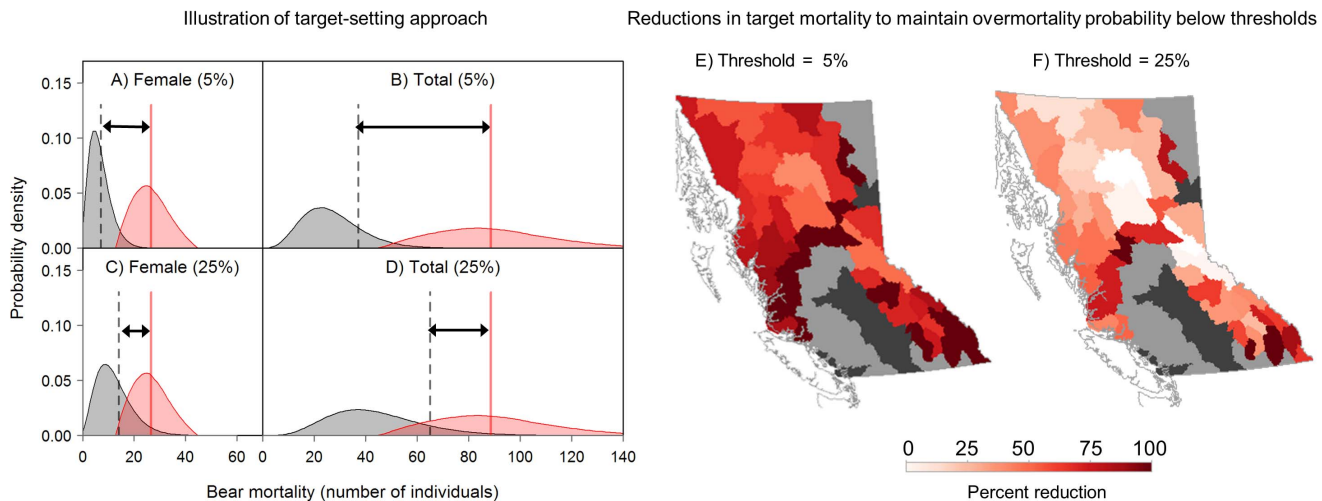 Illustration of target-setting approach
Reductions in target mortality to maintain overmortality probability below thresholds
A) Female (5%)
B) Total (5%)
E) Threshold = 5%
F) Threshold = 25%
0.15
0.10
0.05
0.00
C) Female (25%)
D) Total (25%)
0.15
0.10
0.05
0.00
Probability density
0 20 40 60 0 20 40 60 80 100 120 140
Bear mortality (number of individuals)
0 25 50 75 100
Percent reduction